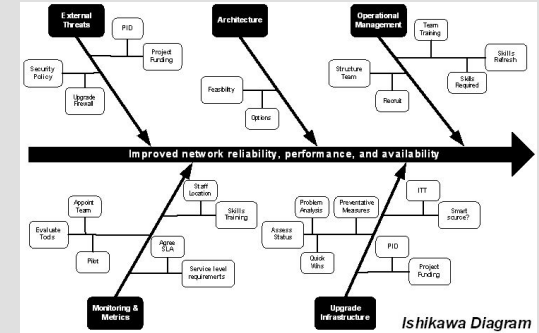 External
Threats
Architecture
Operational
Management
PID
Project
Funding
Security
Policy
Upgrade
Firewall
Feasibility
Options
Team
Training
Skills
Refresh
Structure
Team
Skills
Required
Recruit
Improved network reliability, performance, and availability
Appoint
Team
Evaluate
Tools
Pilot
Staff
Location
Skills
Training
Agree
SLA
Service level
requirements
Problem
Analysis
Preventative
Measures
Assess
Status
Quick
Wins
ITT
Smart
source?
PID
Project
Funding
Monitoring &
Metrics
Upgrade
Infrastructure
Ishikawa Diagram